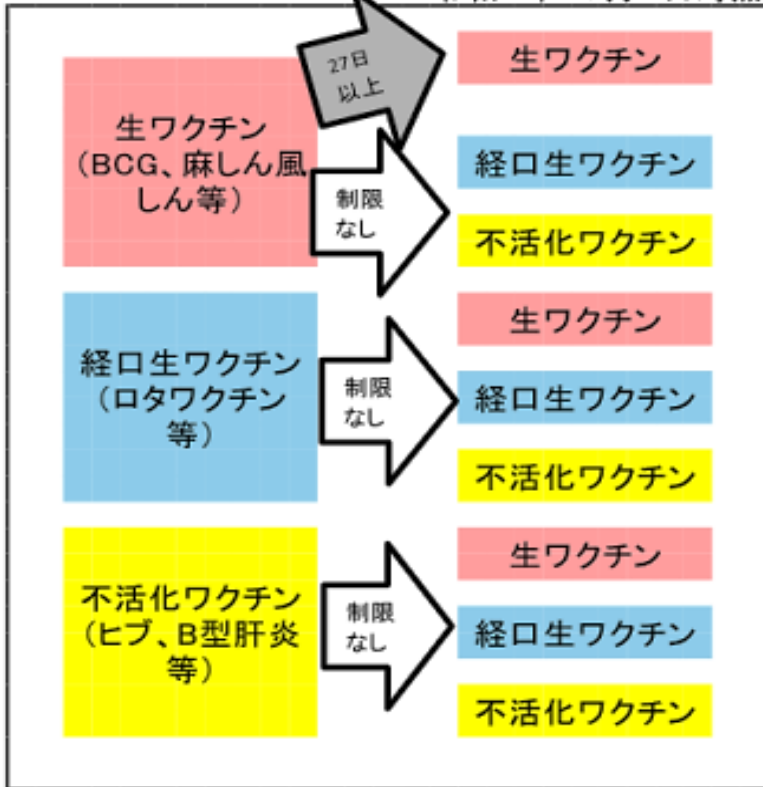 生ワクチン
(BCG、麻しん風
しん等)
27日
以上
生ワクチン
制限
なし
経口生ワクチン
不活化ワクチン
経口生ワクチン
(ロタワクチン
等)
制限
なし
生ワクチン
経口生ワクチン
不活化ワクチン
不活化ワクチン
(ヒブ、B型肝炎
等)
制限
なし
生ワクチン
経口生ワクチン
不活化ワクチン